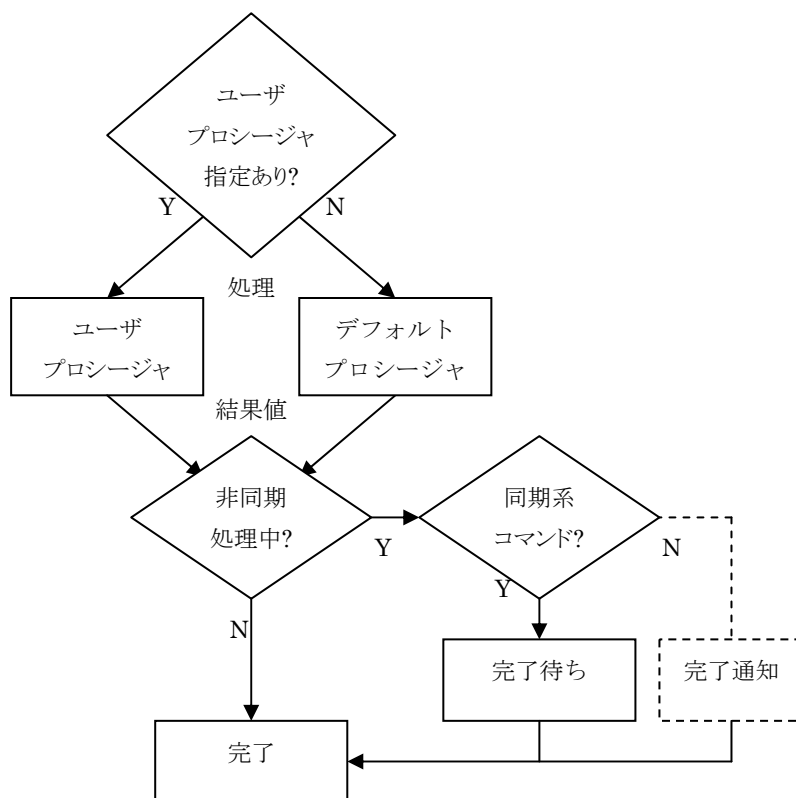 ユーザ
プロシージャ
指定あり?
Y
N
処理
ユーザ
プロシージャ
デフォルト
プロシージャ
結果値
非同期
処理中?
Y
N
同期系
コマンド?
Y
N
完了待ち
完了通知
完了